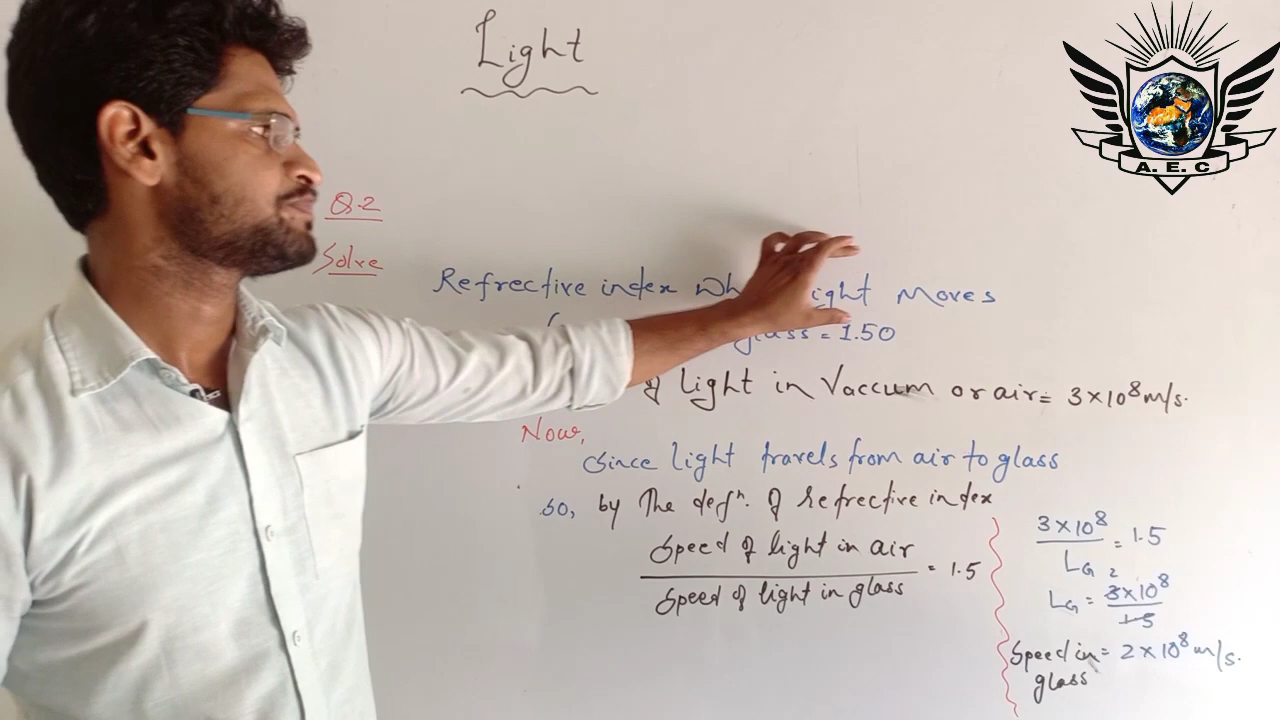 Light
A. E. C
Q.2
Solve
Refrective index light Moves
glass = 1.50
of light in Vaccum or air = 3×10⁸ m/s.
Now,
Since light travels from air to glass
so, by The defⁿ. of refrective index
Speed of light in air
Speed of light in glass
= 1.5
3×10⁸
L_G
= 1.5
2
L_G = 3×10⁸
1.5
Speed in = 2×10⁸ m/s.
glass